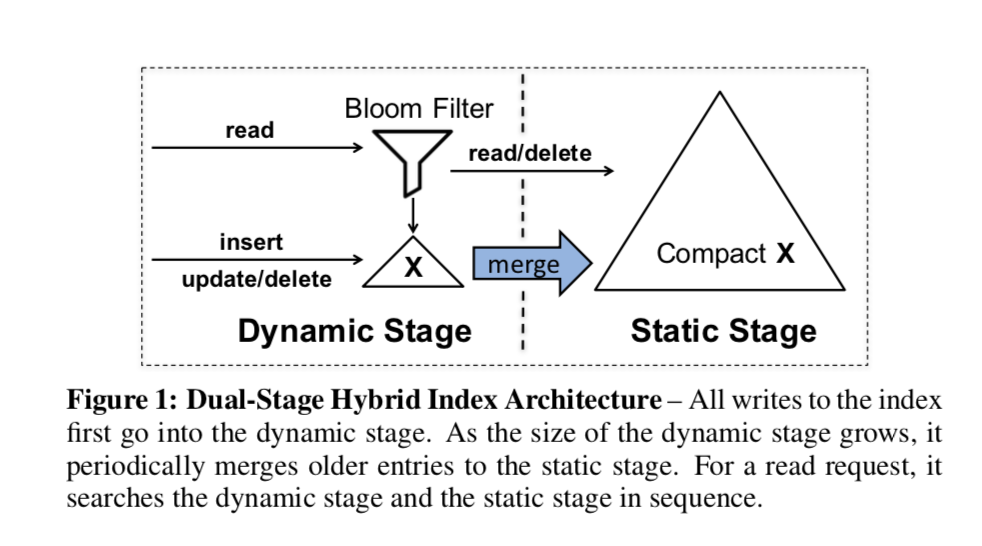 Bloom Filter
read
read/delete
insert
update/delete
X
merge
Compact X
Dynamic Stage
Static Stage
Figure 1: Dual-Stage Hybrid Index Architecture – All writes to the index
first go into the dynamic stage. As the size of the dynamic stage grows, it
periodically merges older entries to the static stage. For a read request, it
searches the dynamic stage and the static stage in sequence.